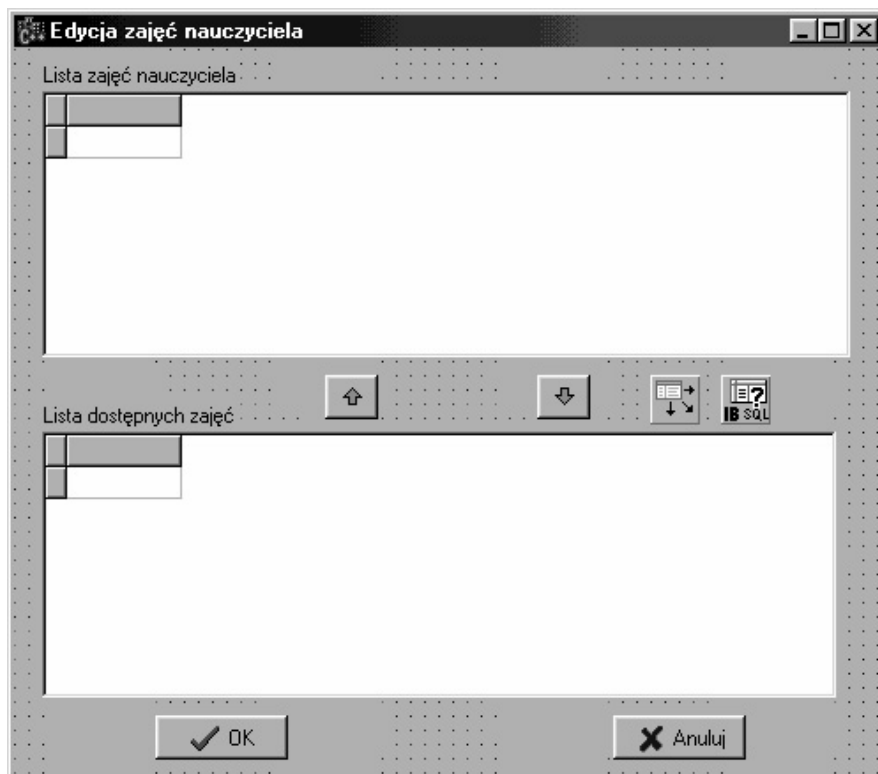 Edycja zajęć nauczyciela
Lista zajęć nauczyciela
IB SQL
Lista dostępnych zajęć
OK
Anuluj